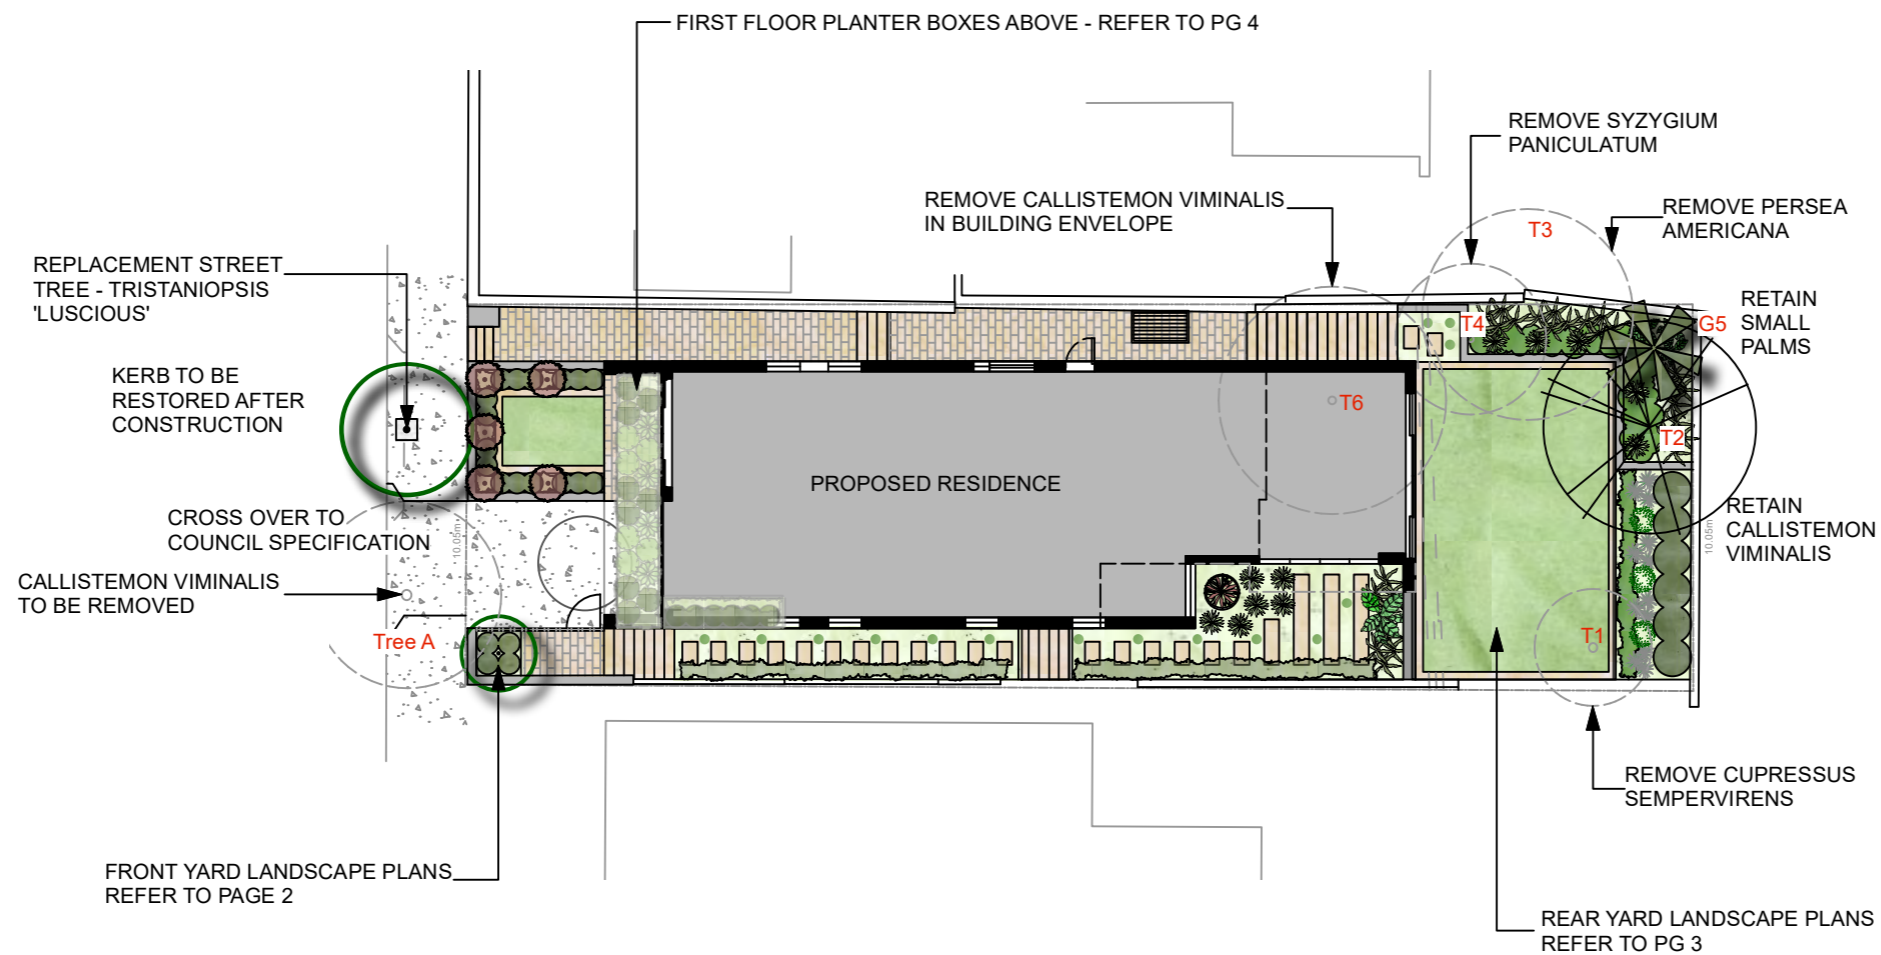 FIRST FLOOR PLANTER BOXES ABOVE - REFER TO PG 4
REMOVE SYZYGIUM
PANICULATUM
REMOVE CALLISTEMON VIMINALIS
IN BUILDING ENVELOPE
REMOVE PERSEA
AMERICANA
T3
REPLACEMENT STREET
TREE - TRISTANIOPSIS
'LUSCIOUS'
RETAIN
SMALL
PALMS
T4
G5
KERB TO BE
RESTORED AFTER
CONSTRUCTION
T6
T2
PROPOSED RESIDENCE
CROSS OVER TO
COUNCIL SPECIFICATION
10.05m
RETAIN
CALLISTEMON
VIMINALIS
10.05m
CALLISTEMON VIMINALIS
TO BE REMOVED
Tree A
T1
REMOVE CUPRESSUS
SEMPERVIRENS
FRONT YARD LANDSCAPE PLANS
REFER TO PAGE 2
REAR YARD LANDSCAPE PLANS
REFER TO PG 3